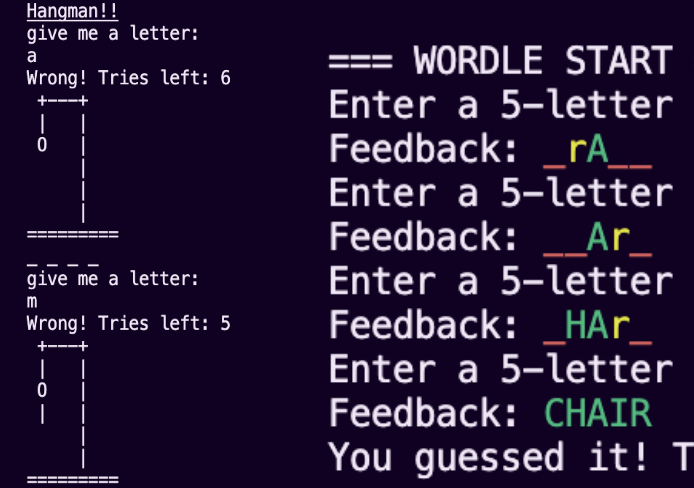 Hangman!!
give me a letter:
a
Wrong! Tries left: 6
 +---+
 |   |
 O   |
     |
     |
     |
=========
_ _ _ _
give me a letter:
m
Wrong! Tries left: 5
 +---+
 |   |
 O   |
 |   |
     |
     |
=========
=== WORDLE START
Enter a 5-letter
Feedback: _rA__
Enter a 5-letter
Feedback: __Ar_
Enter a 5-letter
Feedback: _HAr_
Enter a 5-letter
Feedback: CHAIR
You guessed it! T